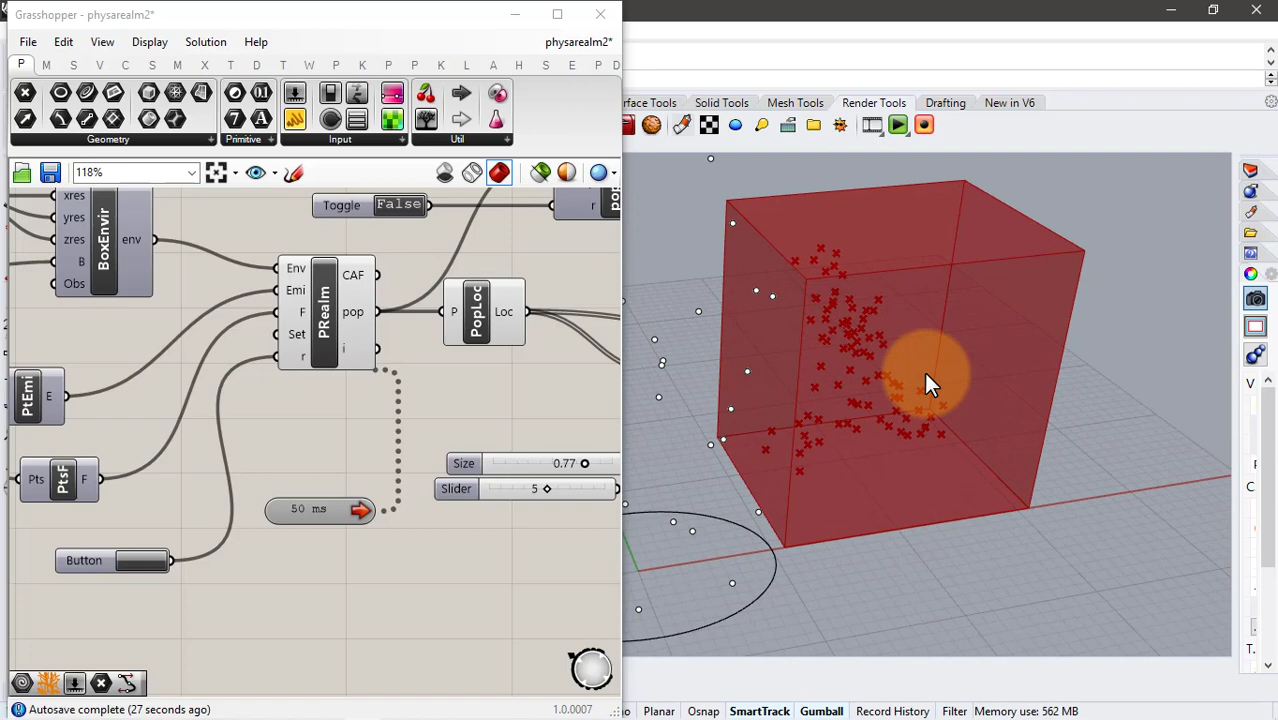 Grasshopper - physarealm2*
File Edit View Display Solution Help
physarealm2*
P M S V C S M X D T W P K P P L A H S E P D
Geometry Primitive Input Util
118%
urface Tools Solid Tools Mesh Tools Render Tools Drafting New in V6
xres
yres
zres
B
Obs
BoxEnvir
env
Toggle False
r
Env
Emi
F
Set
r
PRealm
CAF
pop
i
P PopLoc Loc
PtEmi E
Pts PtsF F
Size 0.77
Slider 5
50 ms
Button
Autosave complete (27 seconds ago)
1.0.0007
Planar Osnap SmartTrack Gumball Record History Filter Memory use: 562 MB